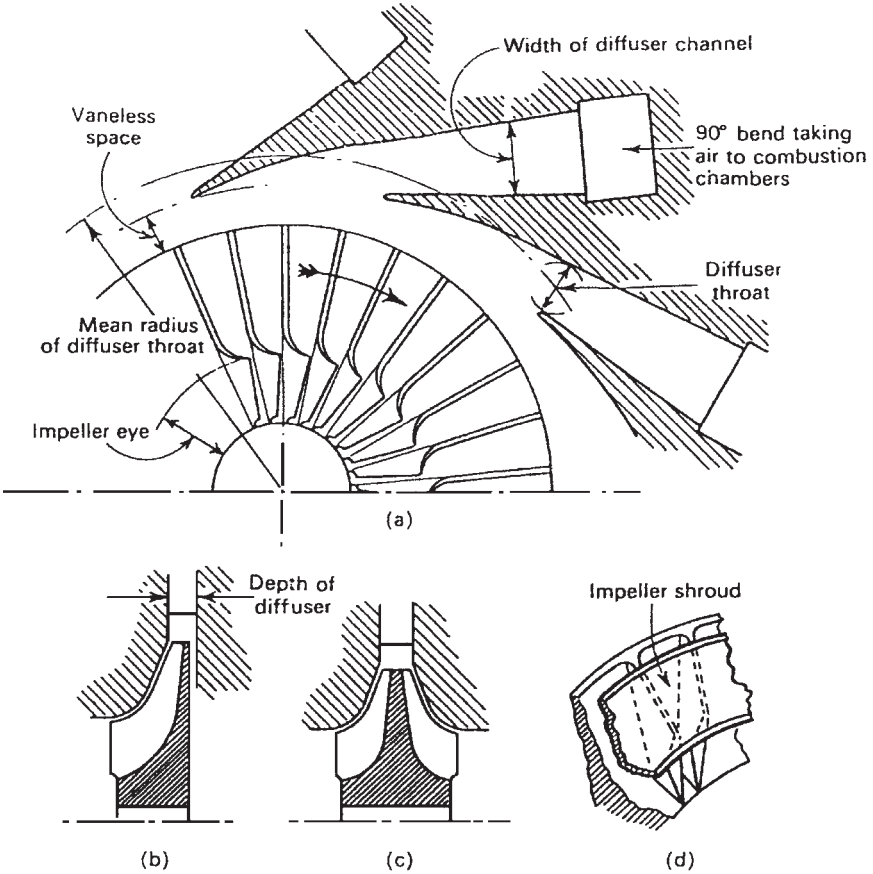 Width of diffuser channel
Vaneless
space
90° bend taking
air to combustion
chambers
Diffuser
throat
Mean radius
of diffuser throat
Impeller eye
(a)
Depth of
diffuser
Impeller shroud
(b)
(c)
(d)